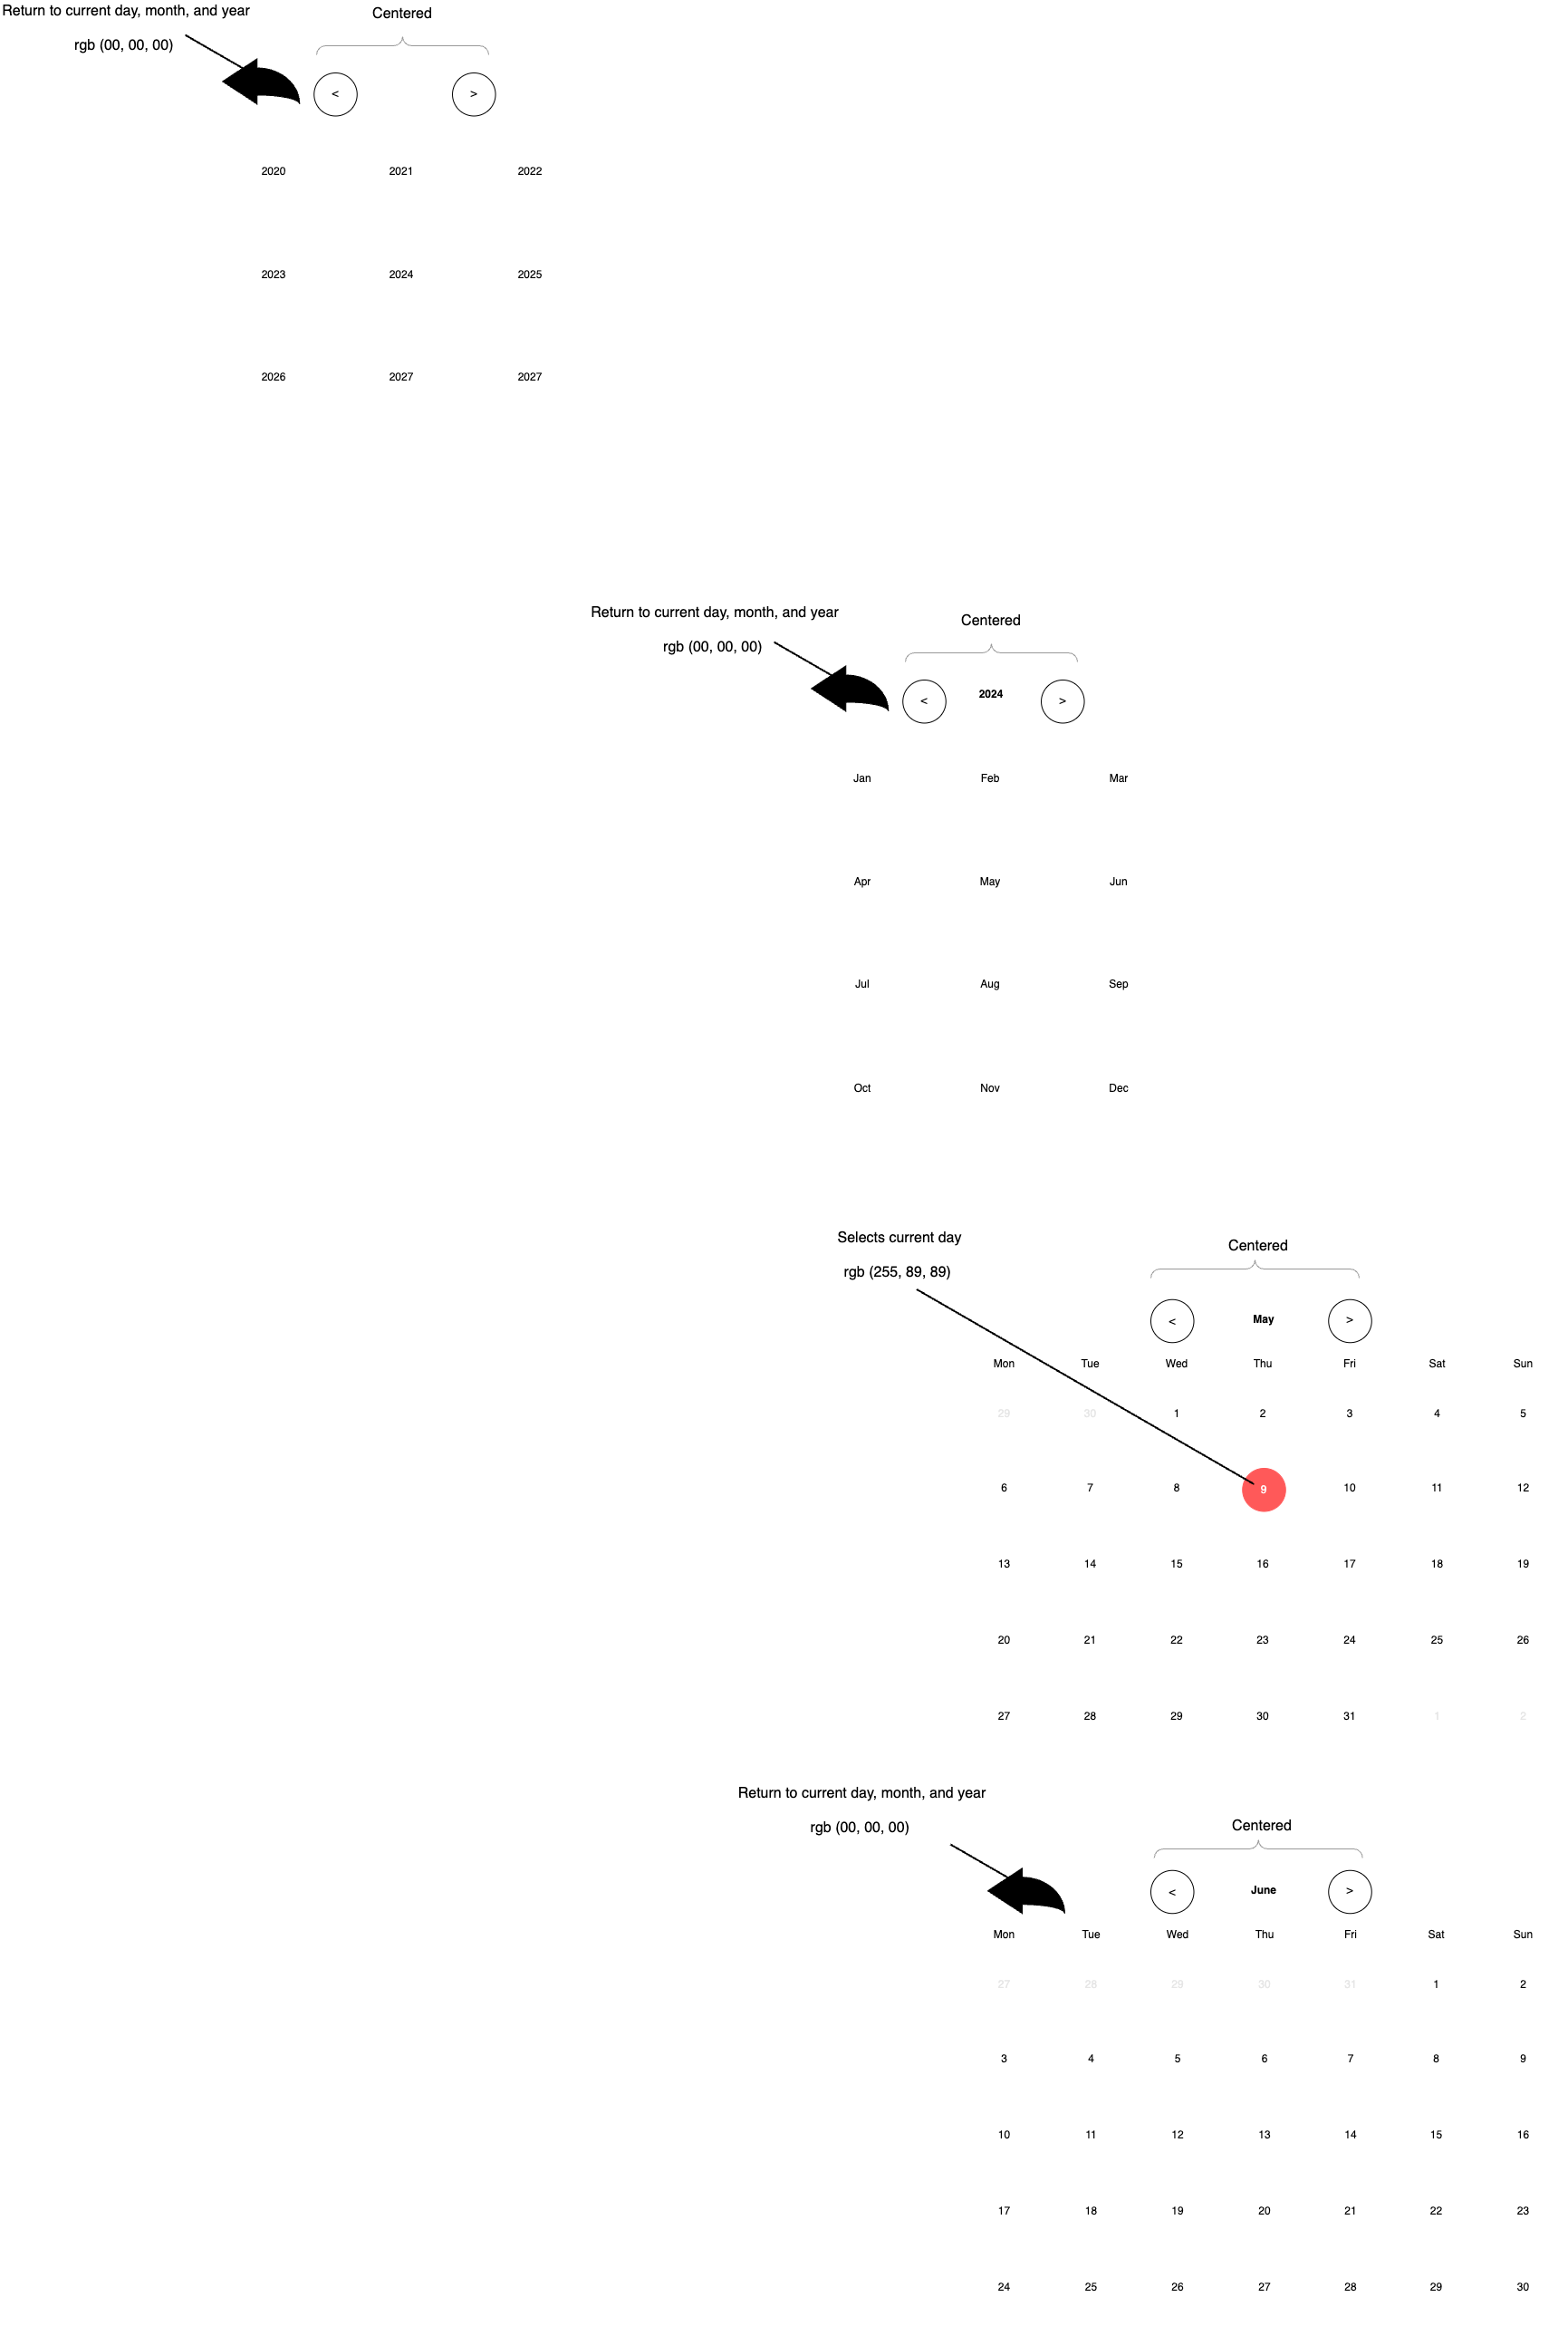 Return to current day, month, and year
rgb (00, 00, 00)
Centered
< >
2020 2021 2022
2023 2024 2025
2026 2027 2027
Return to current day, month, and year
rgb (00, 00, 00)
Centered
< 2024 >
Jan Feb Mar
Apr May Jun
Jul Aug Sep
Oct Nov Dec
Selects current day
rgb (255, 89, 89)
Centered
< May >
Mon Tue Wed Thu Fri Sat Sun
29 30 1 2 3 4 5
6 7 8 9 10 11 12
13 14 15 16 17 18 19
20 21 22 23 24 25 26
27 28 29 30 31 1 2
Return to current day, month, and year
rgb (00, 00, 00)
Centered
< June >
Mon Tue Wed Thu Fri Sat Sun
27 28 29 30 31 1 2
3 4 5 6 7 8 9
10 11 12 13 14 15 16
17 18 19 20 21 22 23
24 25 26 27 28 29 30